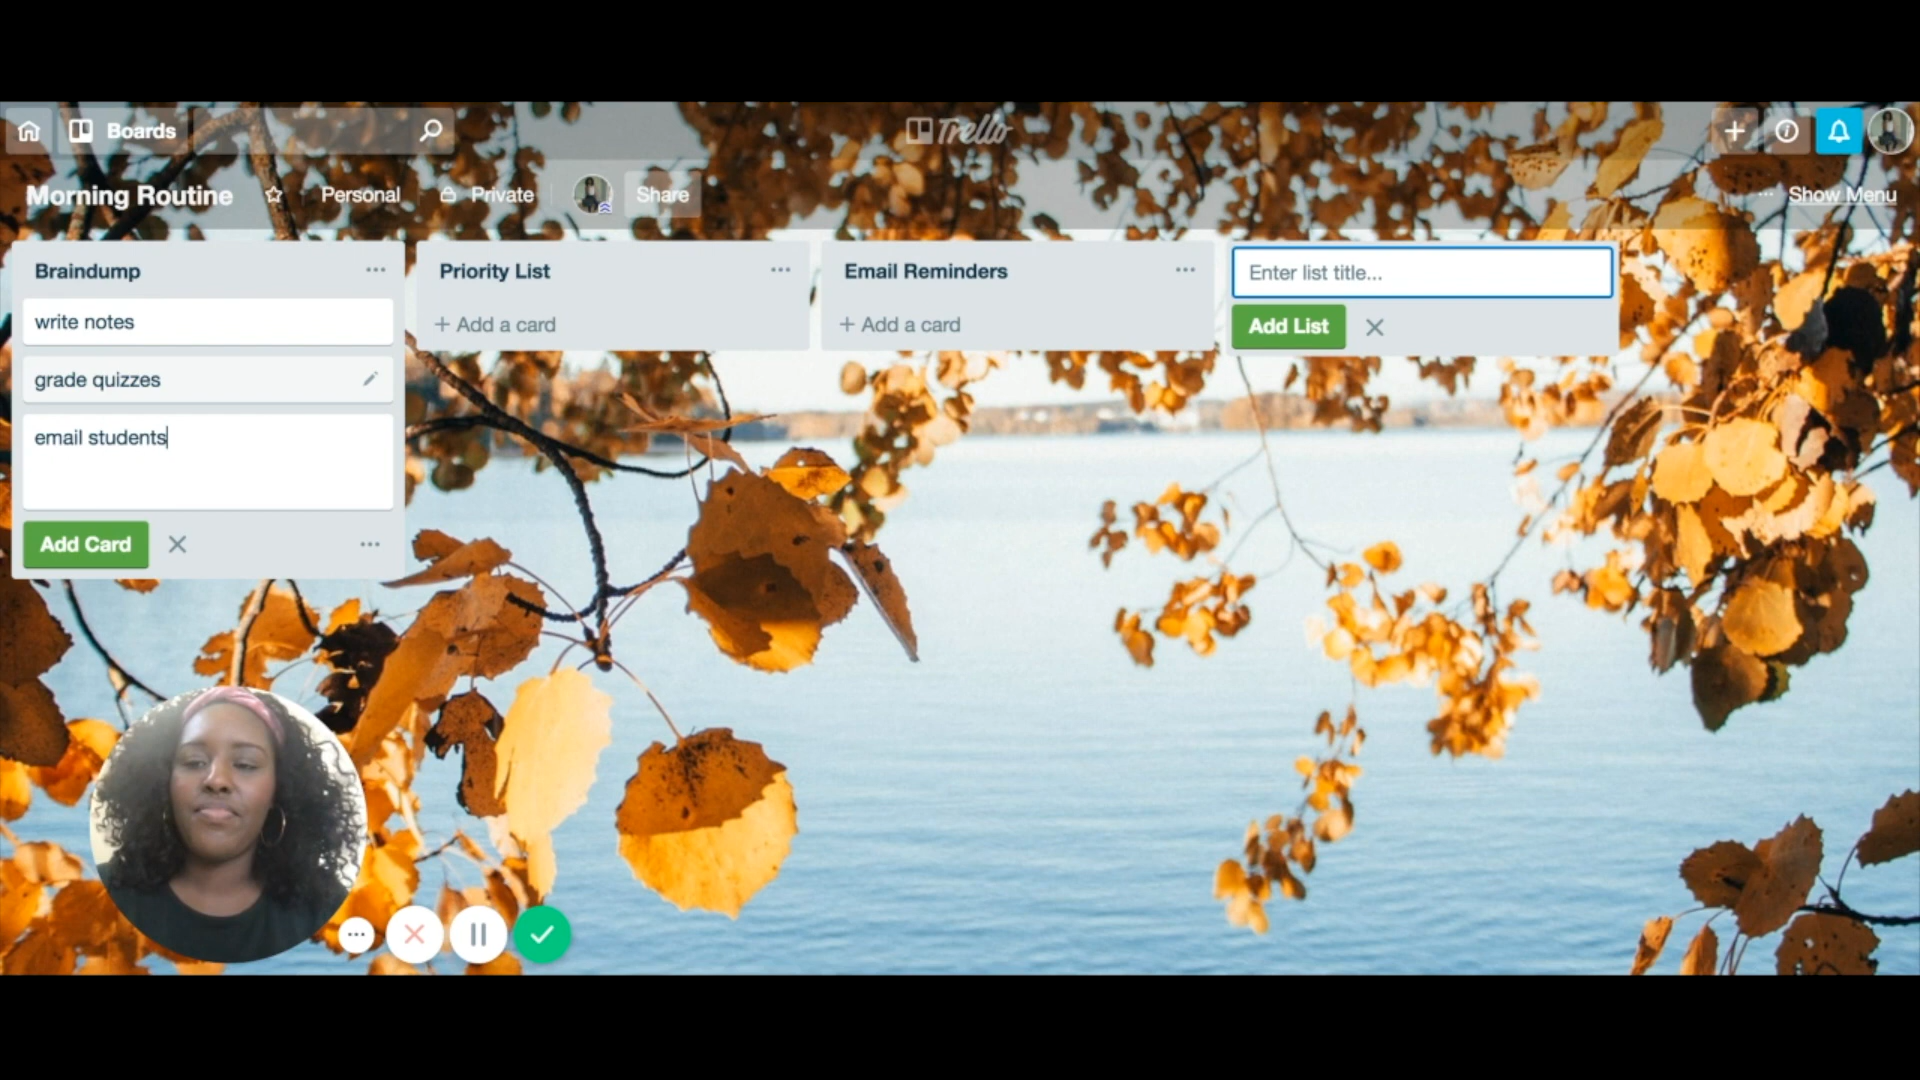 Boards
Trello
Morning Routine
Personal
Private
Share
Show Menu
Braindump
write notes
grade quizzes
email students
Add Card
Priority List
+ Add a card
Email Reminders
+ Add a card
Enter list title...
Add List